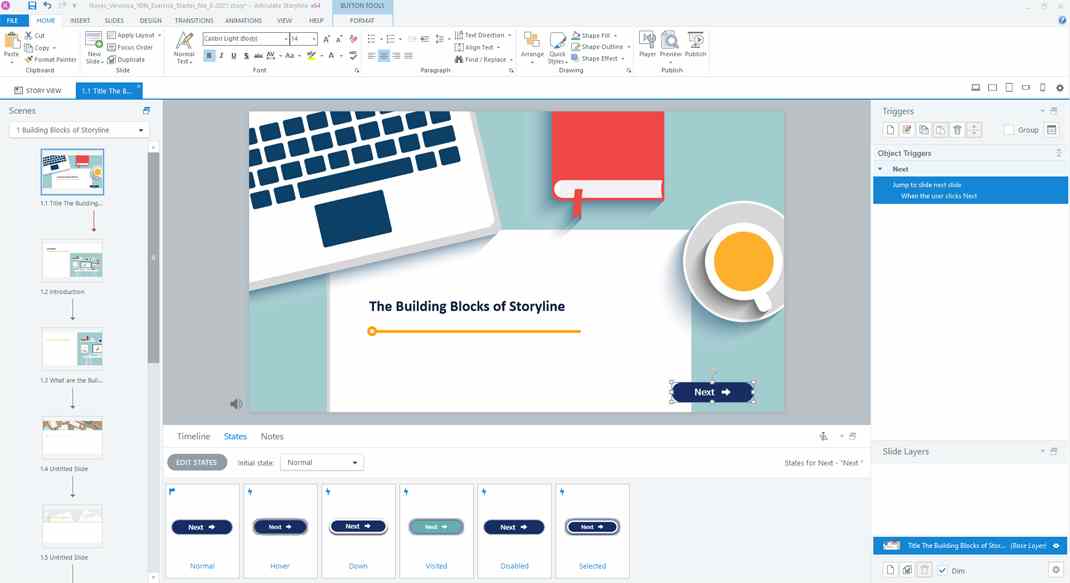 Nuves_Veronica_YBN_Exercise_Starter_file_6-2021.story* - Articulate Storyline x64
BUTTON TOOLS
FILE HOME INSERT SLIDES DESIGN TRANSITIONS ANIMATIONS VIEW HELP FORMAT
Paste
Cut
Copy
Format Painter
Clipboard
New Slide
Apply Layout
Focus Order
Duplicate
Slide
Normal Text
Calibri Light (Body) 14
B I U S abc AV Aa A
Font
Text Direction
Align Text
Find / Replace
Paragraph
Arrange
Quick Styles
Shape Fill
Shape Outline
Shape Effect
Drawing
Player Preview Publish
Publish
STORY VIEW
1.1 Title The B...
Scenes
1 Building Blocks of Storyline
1.1 Title The Building...
1.2 Introduction
1.3 What are the Buil...
1.4 Untitled Slide
1.5 Untitled Slide
The Building Blocks of Storyline
Next
Timeline States Notes
EDIT STATES
Initial state: Normal
States for Next - "Next "
Next Next Next Next Next Next
Normal Hover Down Visited Disabled Selected
Triggers
Group
Object Triggers
Next
Jump to slide next slide
When the user clicks Next
Slide Layers
Title The Building Blocks of Stor... (Base Layer)
Dim